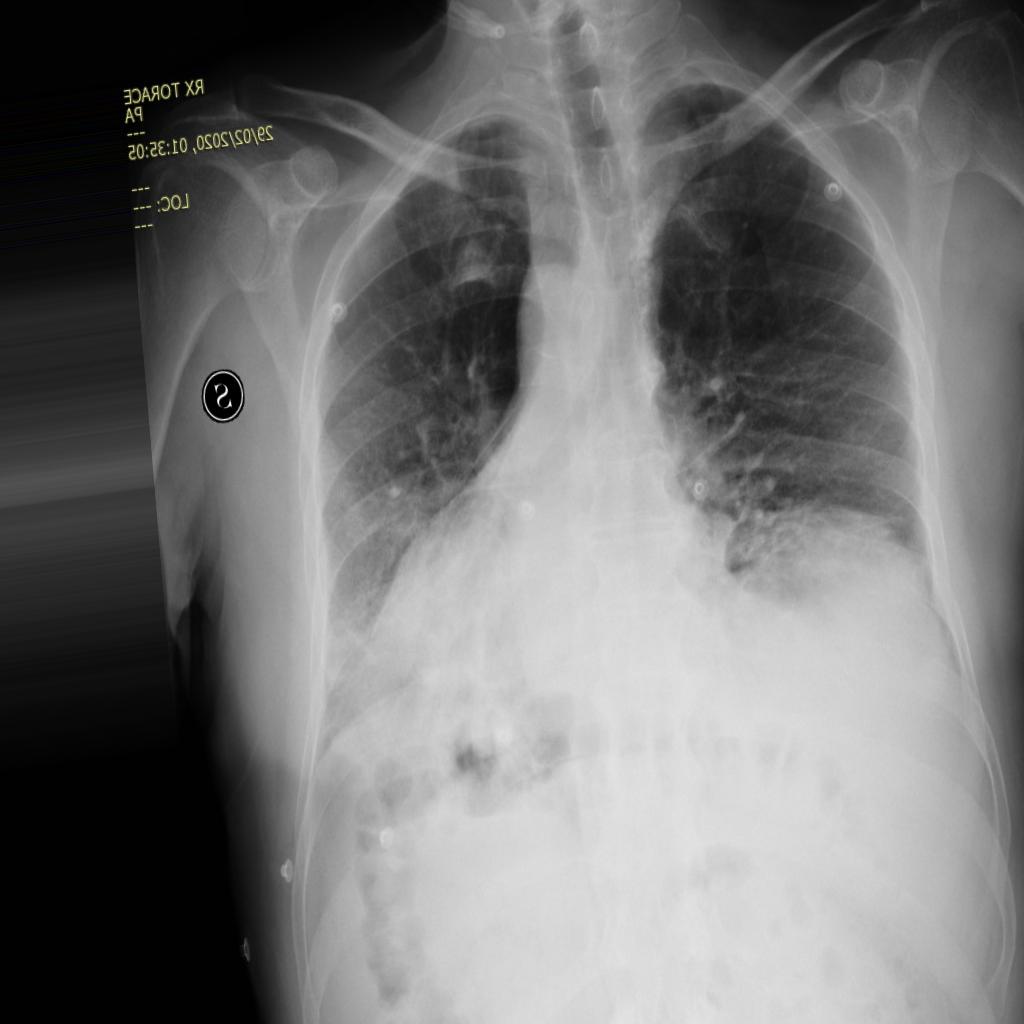 RX TORACE
PA
---
29/02/2020, 01:35:05
---
LOC: ---
---
S